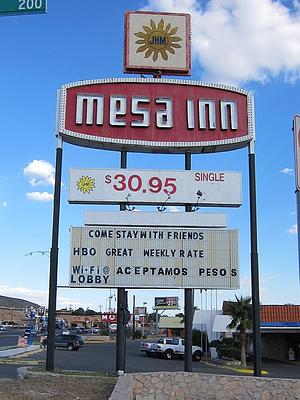 200
JHM
mesa inn
$30.95 SINGLE
COME STAY WITH FRIENDS
HBO GREAT WEEKLY RATE
Wi-Fi@ ACEPTAMOS PESOS
LOBBY